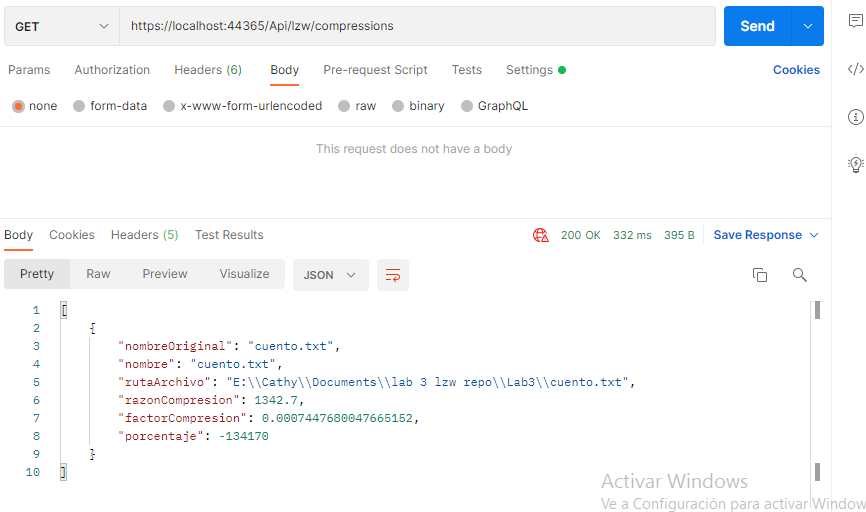 GET https://localhost:44365/Api/lzw/compressions Send
Params Authorization Headers (6) Body Pre-request Script Tests Settings Cookies
none form-data x-www-form-urlencoded raw binary GraphQL
This request does not have a body
Body Cookies Headers (5) Test Results 200 OK 332 ms 395 B Save Response
Pretty Raw Preview Visualize JSON
1 [
2 {
3 "nombreOriginal": "cuento.txt",
4 "nombre": "cuento.txt",
5 "rutaArchivo": "E:\\Cathy\\Documents\\lab 3 lzw repo\\Lab3\\cuento.txt",
6 "razonCompresion": 1342.7,
7 "factorCompresion": 0.0007447680047665152,
8 "porcentaje": -134170
9 }
10 ]
Activar Windows
Ve a Configuración para activar Window